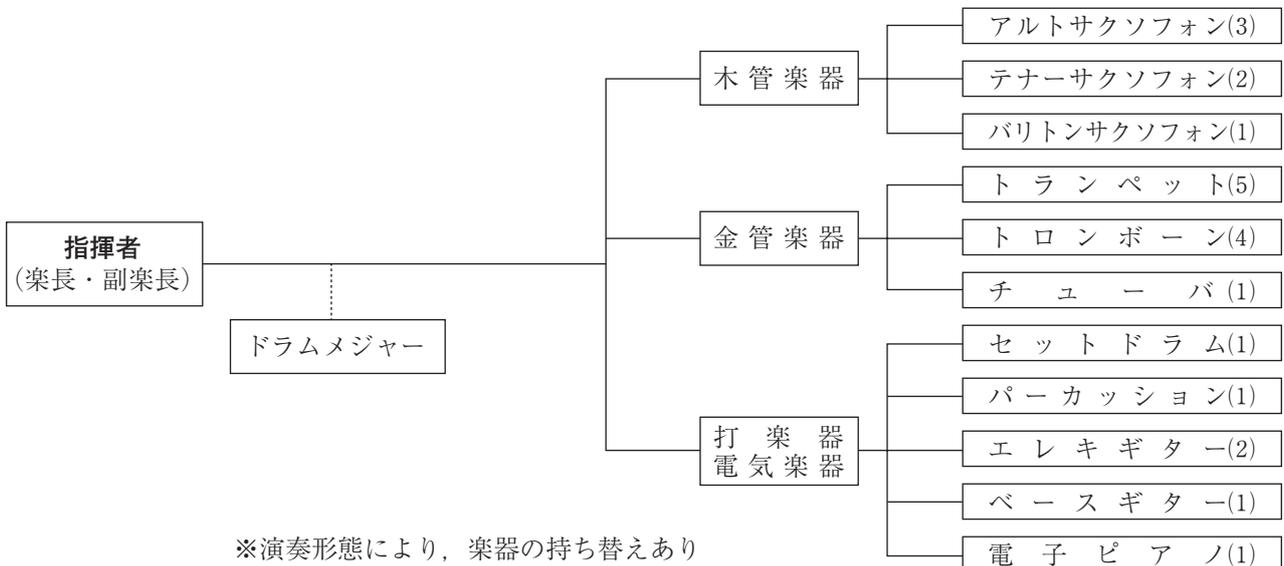 指揮者
(楽長・副楽長)
ドラムメジャー
木管楽器
アルトサクソフォン(3)
テナーサクソフォン(2)
バリトンサクソフォン(1)
金管楽器
トランペット(5)
トロンボーン(4)
チューバ(1)
打楽器
電気楽器
セットドラム(1)
パーカッション(1)
エレキギター(2)
ベースギター(1)
電子ピアノ(1)
※演奏形態により，楽器の持ち替えあり